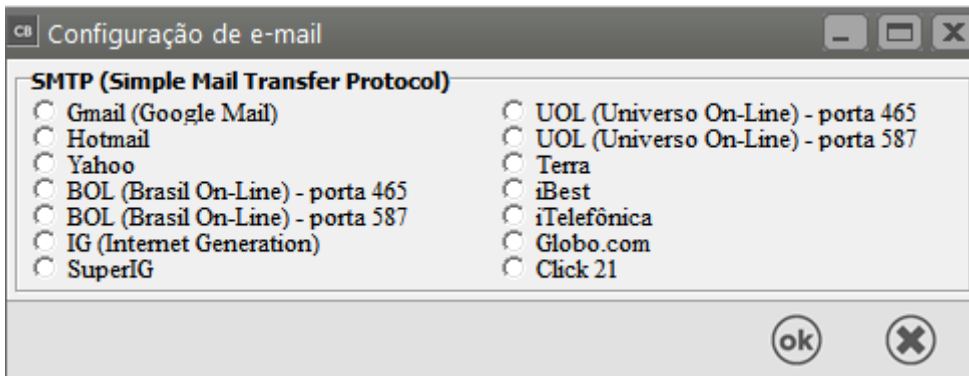 CB Configuração de e-mail
SMTP (Simple Mail Transfer Protocol)
Gmail (Google Mail)
Hotmail
Yahoo
BOL (Brasil On-Line) - porta 465
BOL (Brasil On-Line) - porta 587
IG (Internet Generation)
SuperIG
UOL (Universo On-Line) - porta 465
UOL (Universo On-Line) - porta 587
Terra
iBest
iTelefônica
Globo.com
Click 21
ok